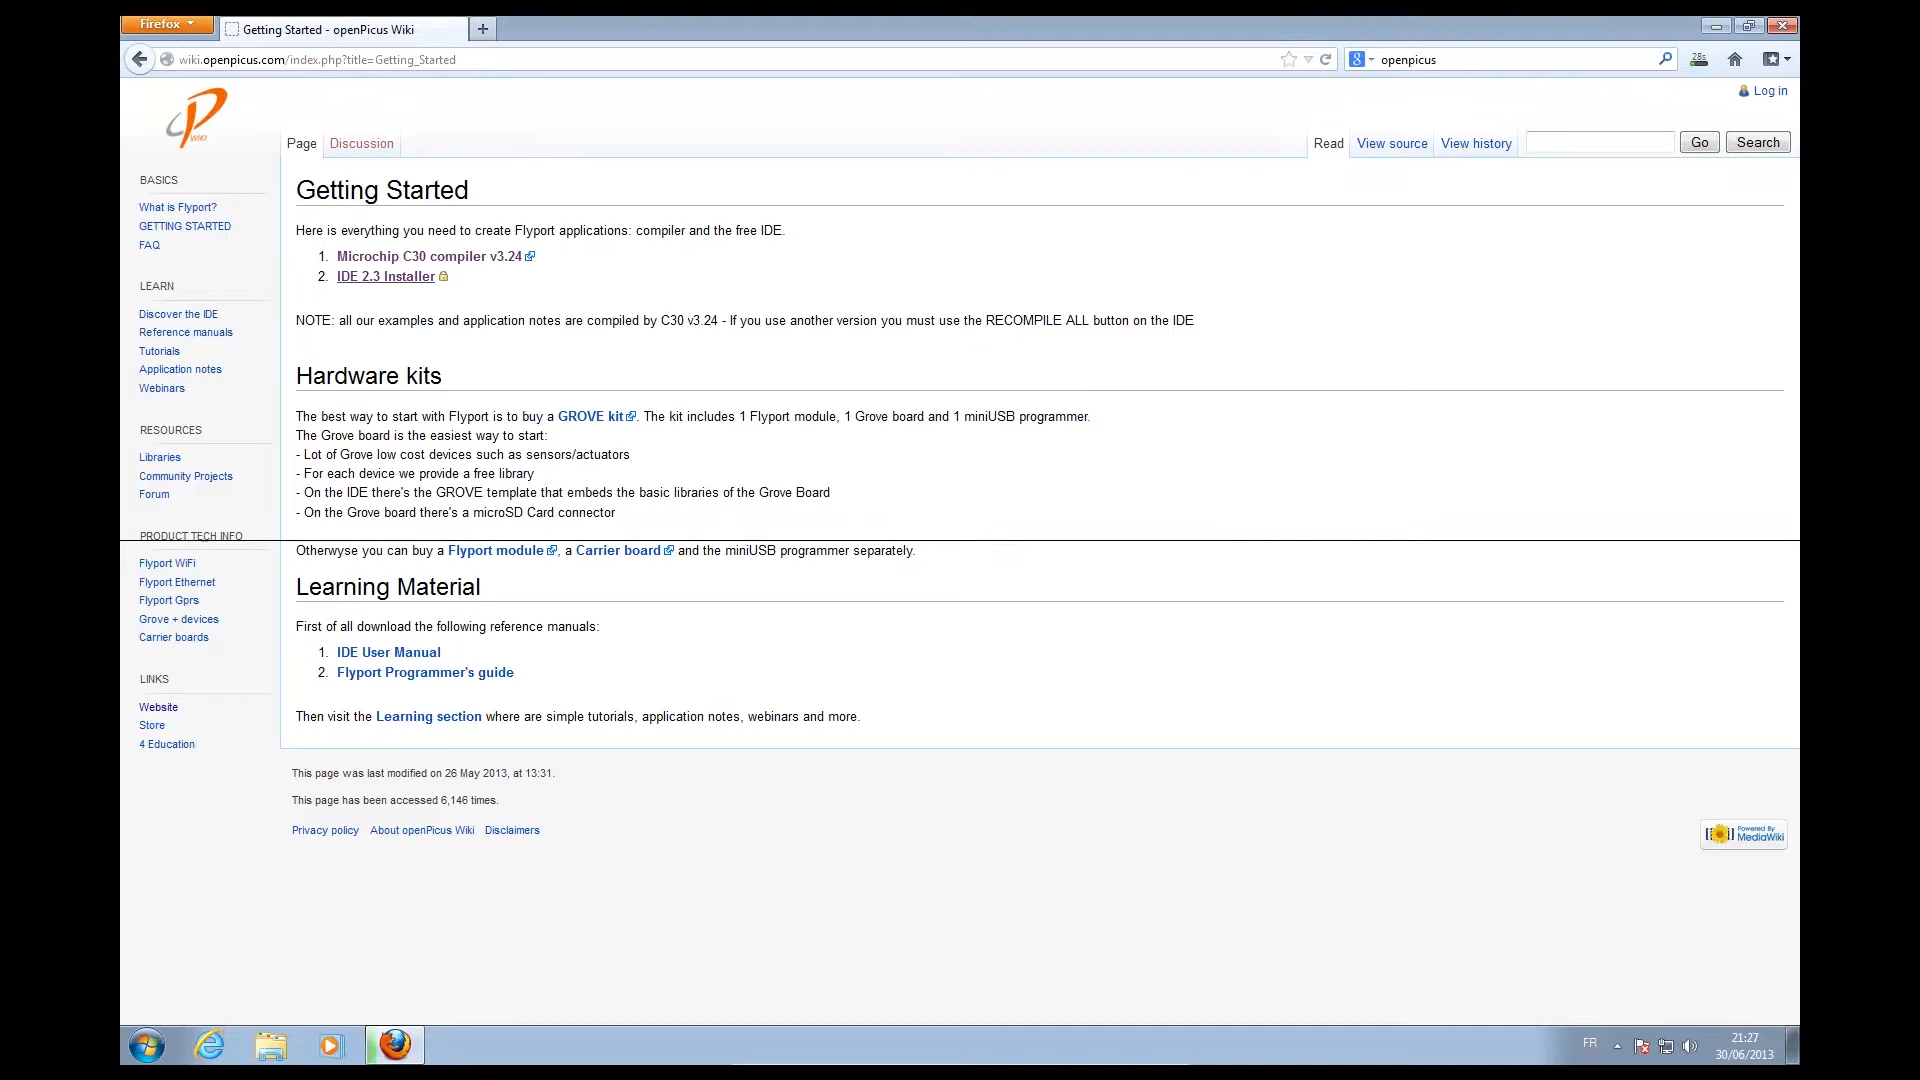 Firefox
Getting Started - openPicus Wiki
wiki.openpicus.com/index.php?title=Getting_Started
openpicus
28s
Log in
WIKI
Page
Discussion
Read
View source
View history
Go
Search
BASICS
What is Flyport?
GETTING STARTED
FAQ
LEARN
Discover the IDE
Reference manuals
Tutorials
Application notes
Webinars
RESOURCES
Libraries
Community Projects
Forum
PRODUCT TECH INFO
Flyport WiFi
Flyport Ethernet
Flyport Gprs
Grove + devices
Carrier boards
LINKS
Website
Store
4 Education
Getting Started
Here is everything you need to create Flyport applications: compiler and the free IDE.
1. Microchip C30 compiler v3.24
2. IDE 2.3 Installer
NOTE: all our examples and application notes are compiled by C30 v3.24 - If you use another version you must use the RECOMPILE ALL button on the IDE
Hardware kits
The best way to start with Flyport is to buy a GROVE kit. The kit includes 1 Flyport module, 1 Grove board and 1 miniUSB programmer.
The Grove board is the easiest way to start:
- Lot of Grove low cost devices such as sensors/actuators
- For each device we provide a free library
- On the IDE there's the GROVE template that embeds the basic libraries of the Grove Board
- On the Grove board there's a microSD Card connector
Otherwyse you can buy a Flyport module, a Carrier board and the miniUSB programmer separately.
Learning Material
First of all download the following reference manuals:
1. IDE User Manual
2. Flyport Programmer's guide
Then visit the Learning section where are simple tutorials, application notes, webinars and more.
This page was last modified on 26 May 2013, at 13:31.
This page has been accessed 6,146 times.
Privacy policy About openPicus Wiki Disclaimers
Powered By
MediaWiki
FR
21:27
30/06/2013